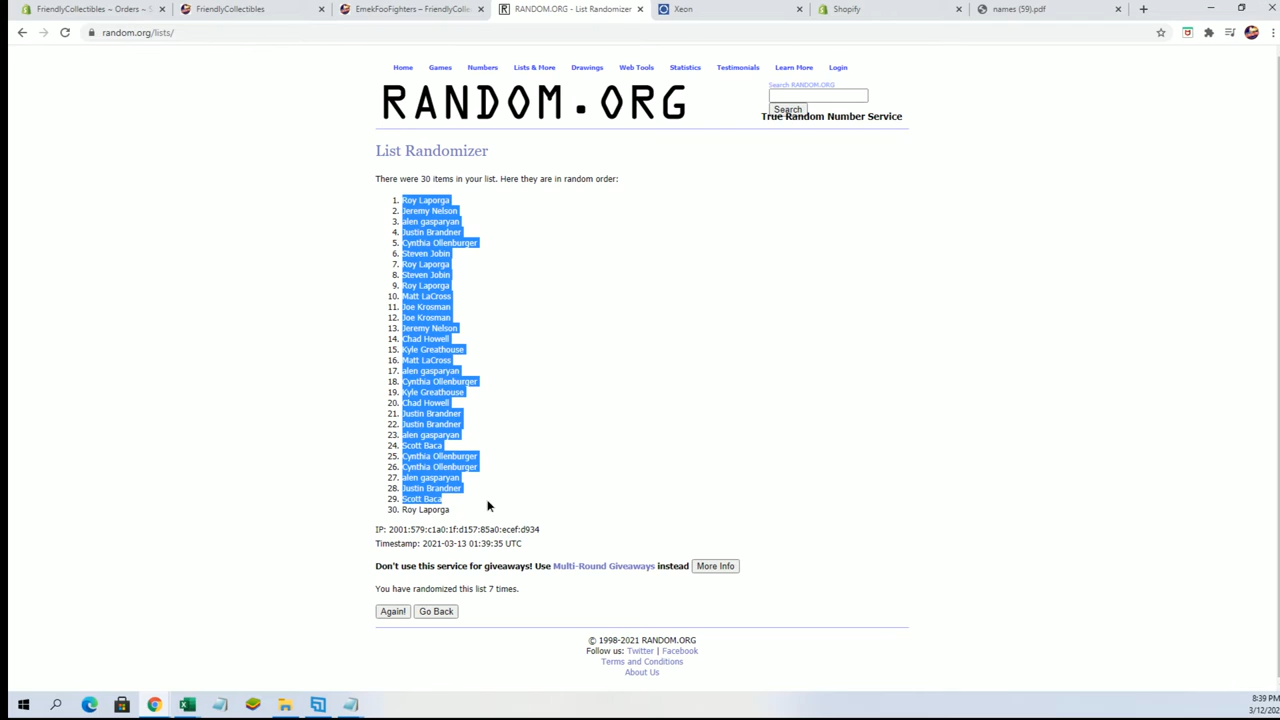 FriendlyCollectibles ~ Orders ~ S
FriendlyCollectibles
EmekFooFighters – FriendlyColle
RANDOM.ORG - List Randomizer
Xeon
Shopify
names (59).pdf
random.org/lists/
Home Games Numbers Lists & More Drawings Web Tools Statistics Testimonials Learn More Login
Search RANDOM.ORG
RANDOM.ORG
Search
True Random Number Service
List Randomizer
There were 30 items in your list. Here they are in random order:
1. Roy Laporga
2. Jeremy Nelson
3. alen gasparyan
4. Justin Brandner
5. Cynthia Ollenburger
6. Steven Jobin
7. Roy Laporga
8. Steven Jobin
9. Roy Laporga
10. Matt LaCross
11. Joe Krosman
12. Joe Krosman
13. Jeremy Nelson
14. Chad Howell
15. Kyle Greathouse
16. Matt LaCross
17. alen gasparyan
18. Cynthia Ollenburger
19. Kyle Greathouse
20. Chad Howell
21. Justin Brandner
22. Justin Brandner
23. alen gasparyan
24. Scott Baca
25. Cynthia Ollenburger
26. Cynthia Ollenburger
27. alen gasparyan
28. Justin Brandner
29. Scott Baca
30. Roy Laporga
IP: 2001:579:c1a0:1f:d157:85a0:ecef:d934
Timestamp: 2021-03-13 01:39:35 UTC
Don't use this service for giveaways! Use Multi-Round Giveaways instead More Info
You have randomized this list 7 times.
Again! Go Back
© 1998-2021 RANDOM.ORG
Follow us: Twitter | Facebook
Terms and Conditions
About Us
8:39 PM
3/12/202